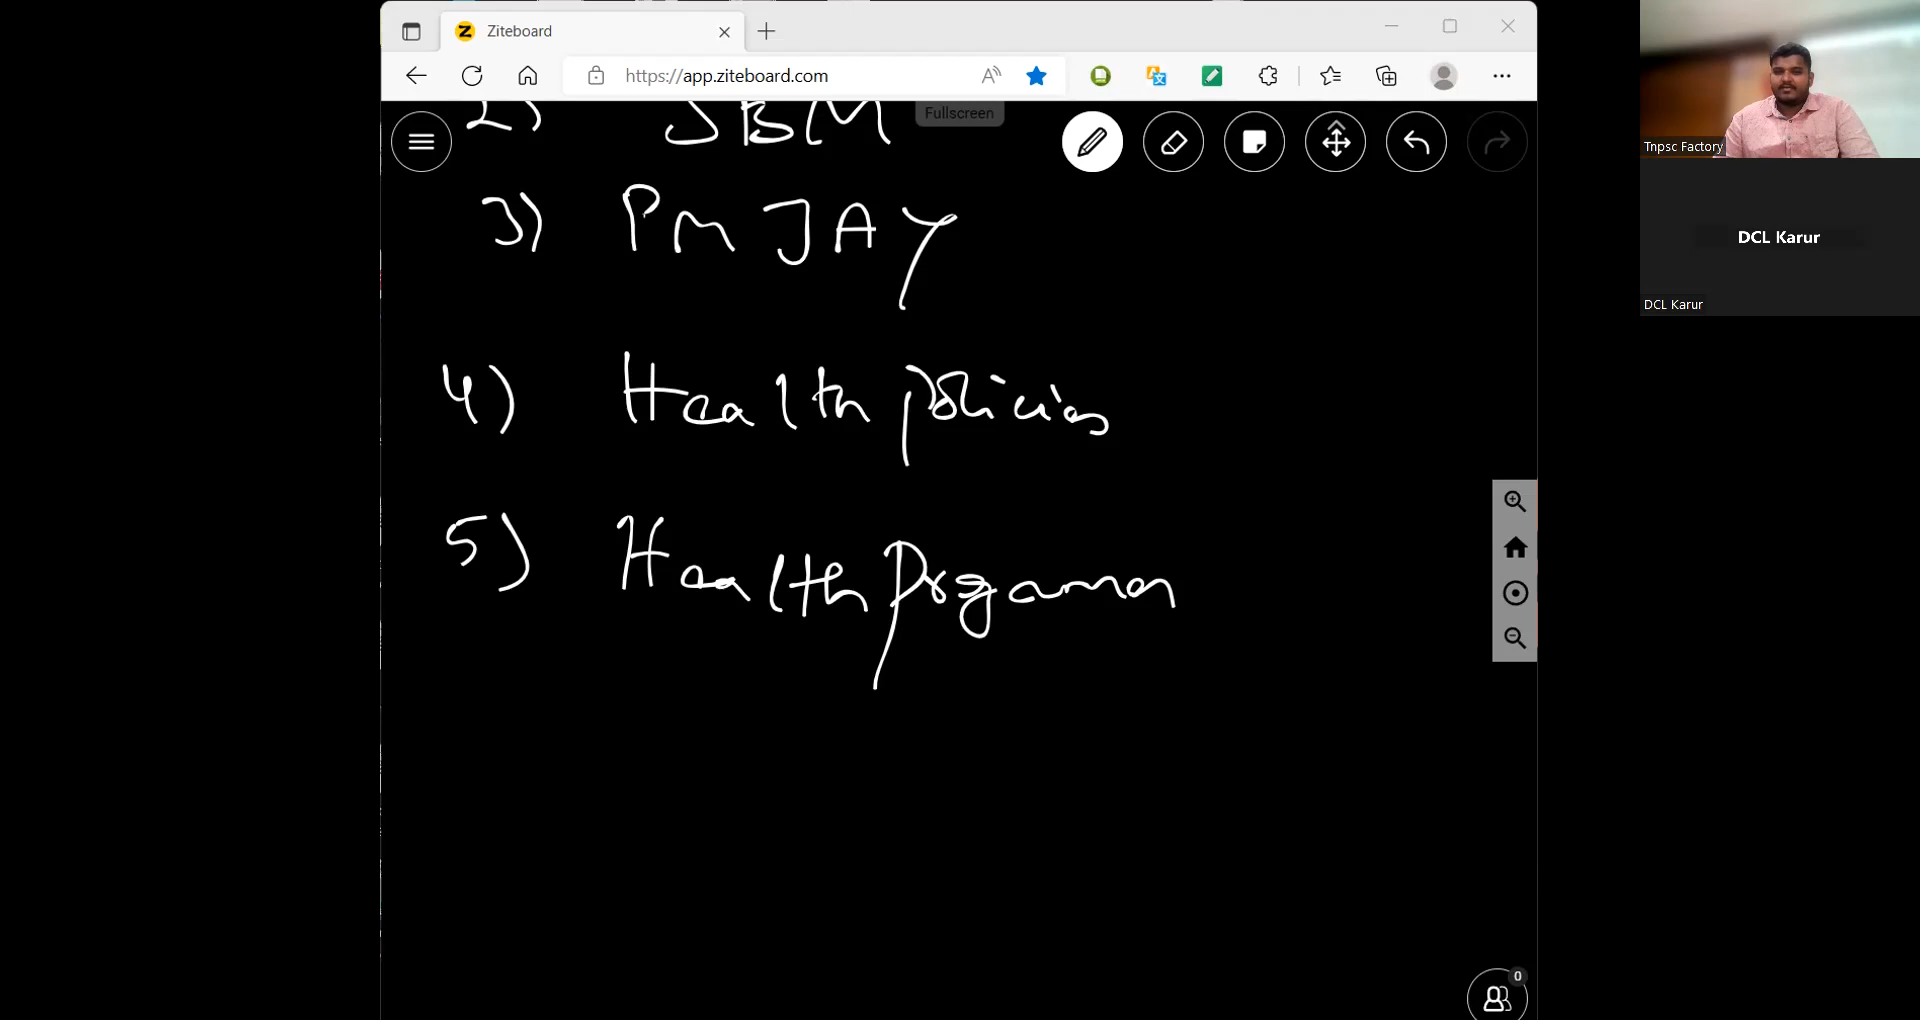 Ziteboard
https://app.ziteboard.com
Fullscreen
2) SBM
3) PMJAY
4) Health policies
5) Health
Tnpsc Factory
DCL Karur
DCL Karur
0